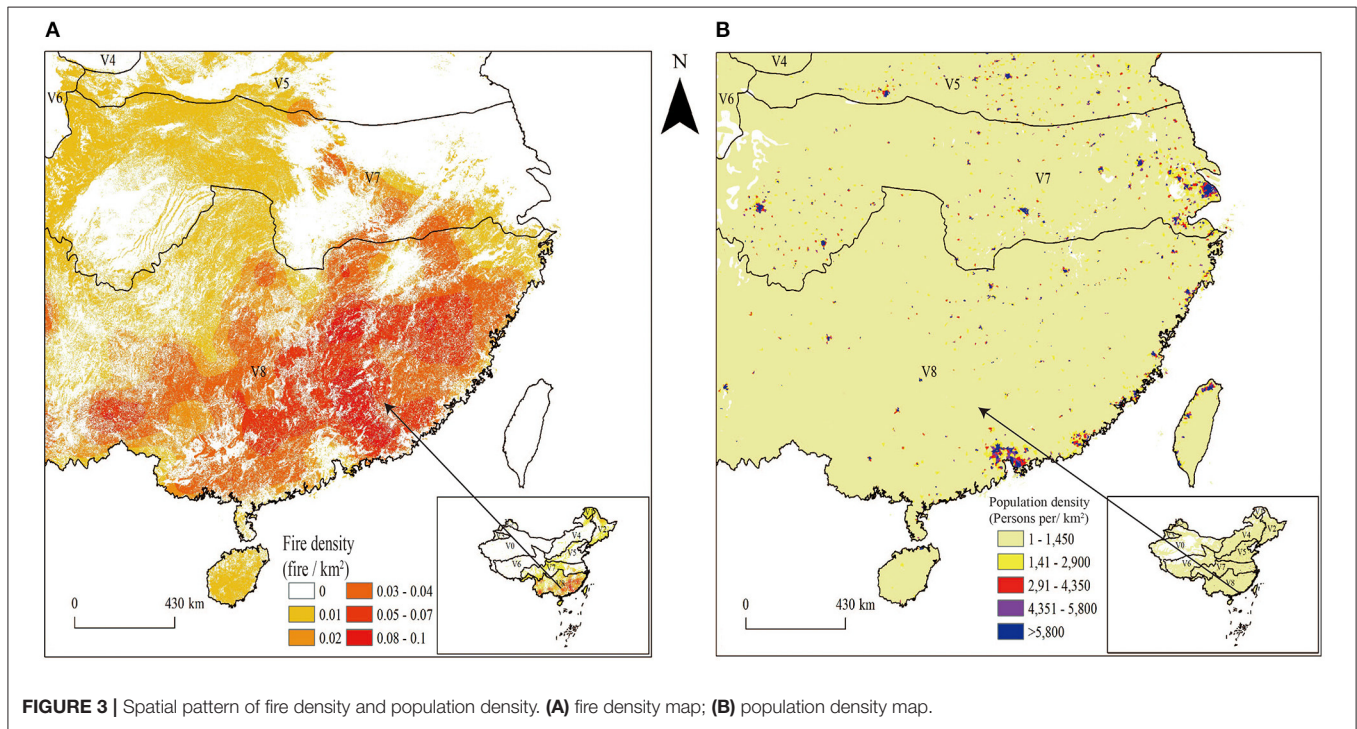 A
V4
V5
V6
V7
V8
Fire density
(fire / km²)
0
0.01
0.02
0.03 - 0.04
0.05 - 0.07
0.08 - 0.1
0 430 km
V2
V4
V0
V5
V6
V7
N
B
V4
V5
V6
V7
V8
Population density
(Persons per/ km²)
1 - 1,450
1,41 - 2,900
2,91 - 4,350
4,351 - 5,800
>5,800
0 430 km
V2
V4
V0
V5
V6
V7
V8
FIGURE 3 | Spatial pattern of fire density and population density. (A) fire density map; (B) population density map.